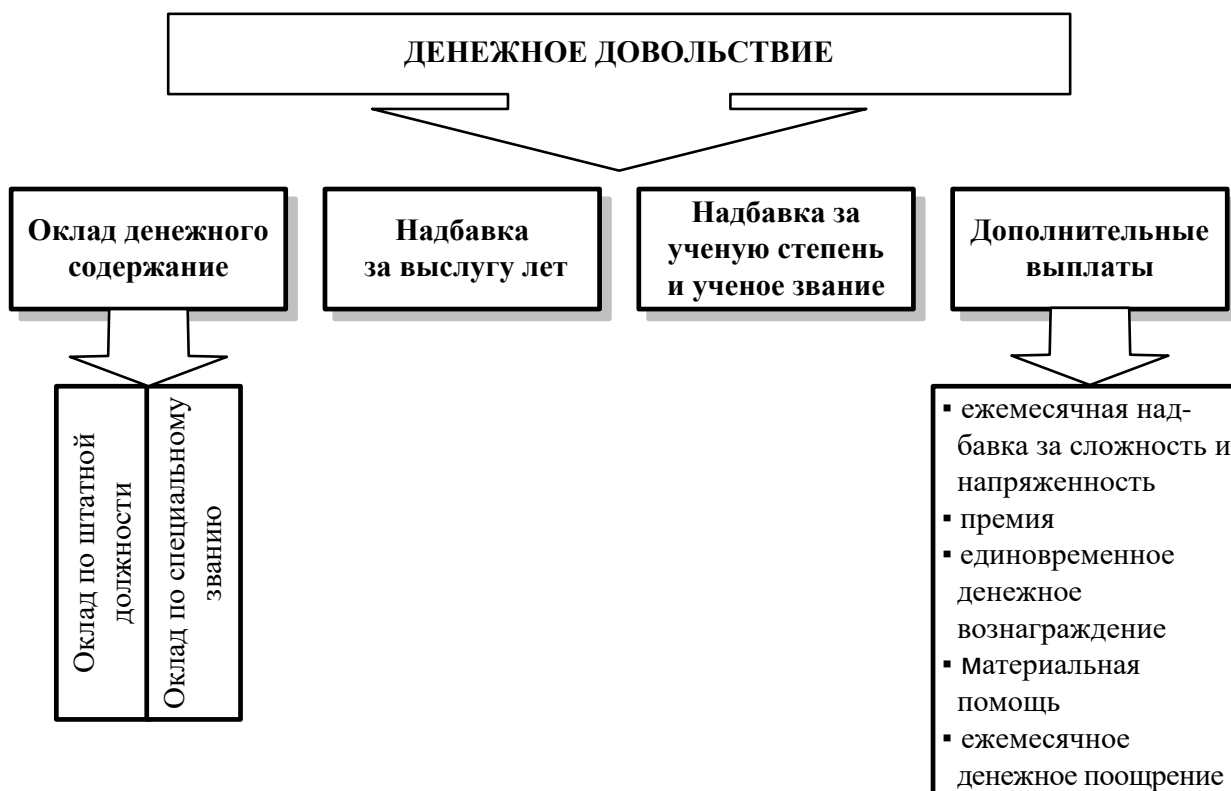 ДЕНЕЖНОЕ ДОВОЛЬСТВИЕ
Оклад денежного
содержание
Надбавка
за выслугу лет
Надбавка за
ученую степень
и ученое звание
Дополнительные
выплаты
Оклад по штатной
должности
Оклад по специальному
званию
▪ ежемесячная над-
бавка за сложность и
напряженность
▪ премия
▪ единовременное
денежное
вознаграждение
▪ материальная
помощь
▪ ежемесячное
денежное поощрение